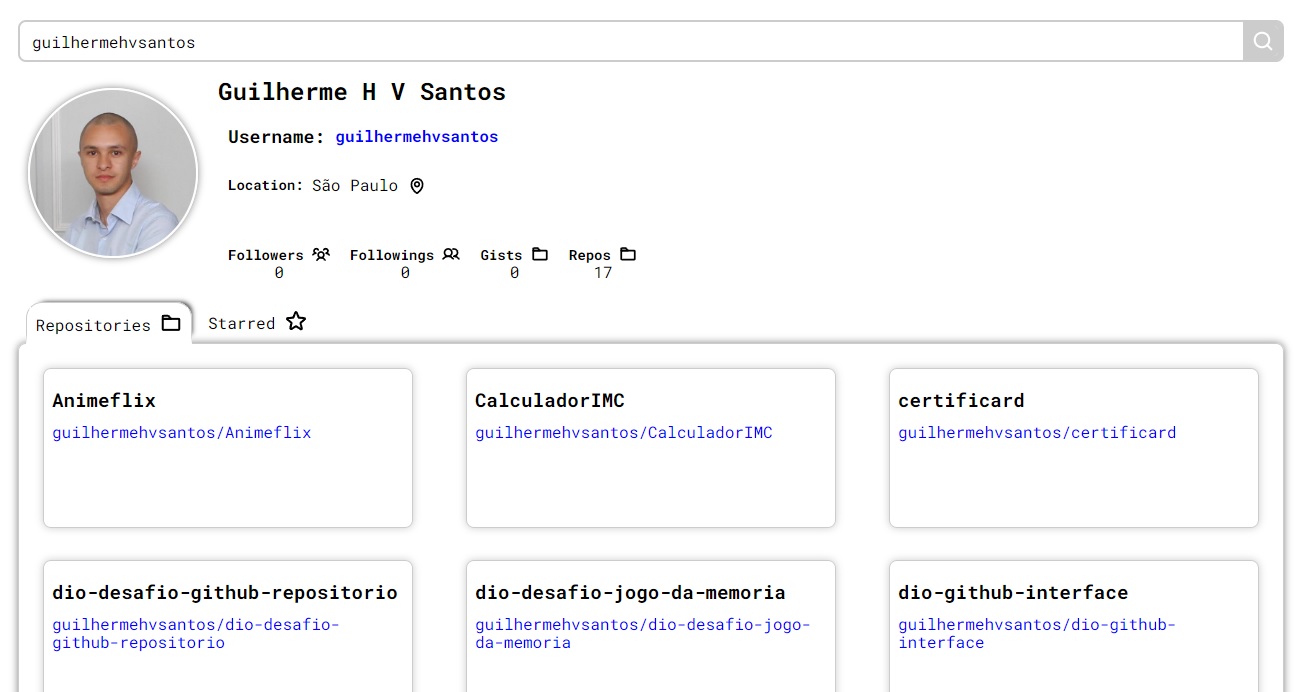 guilhermehvsantos
Guilherme H V Santos
Username: guilhermehvsantos
Location: São Paulo
Followers Followings Gists Repos
0 0 0 17
Repositories Starred
Animeflix CalculadorIMC certificard
guilhermehvsantos/Animeflix guilhermehvsantos/CalculadorIMC guilhermehvsantos/certificard
dio-desafio-github-repositorio dio-desafio-jogo-da-memoria dio-github-interface
guilhermehvsantos/dio-desafio- guilhermehvsantos/dio-desafio-jogo- guilhermehvsantos/dio-github-
github-repositorio da-memoria interface